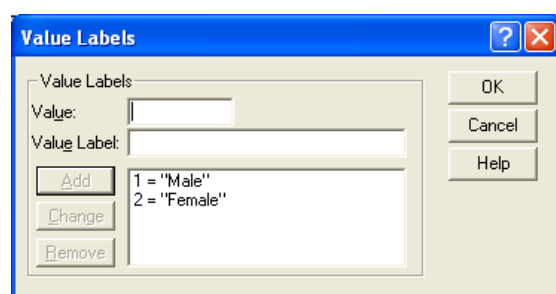 Value Labels
Value Labels
Value:
Value Label:
Add
Change
Remove
1 = "Male"
2 = "Female"
OK
Cancel
Help